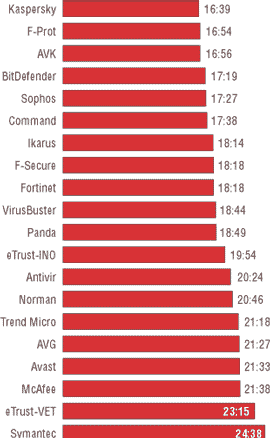 Kaspersky 16:39
F-Prot 16:54
AVK 16:56
BitDefender 17:19
Sophos 17:27
Command 17:38
Ikarus 18:14
F-Secure 18:18
Fortinet 18:18
VirusBuster 18:44
Panda 18:49
eTrust-INO 19:54
Antivir 20:24
Norman 20:46
Trend Micro 21:18
AVG 21:27
Avast 21:33
McAfee 21:38
eTrust-VET 23:15
Symantec 24:38